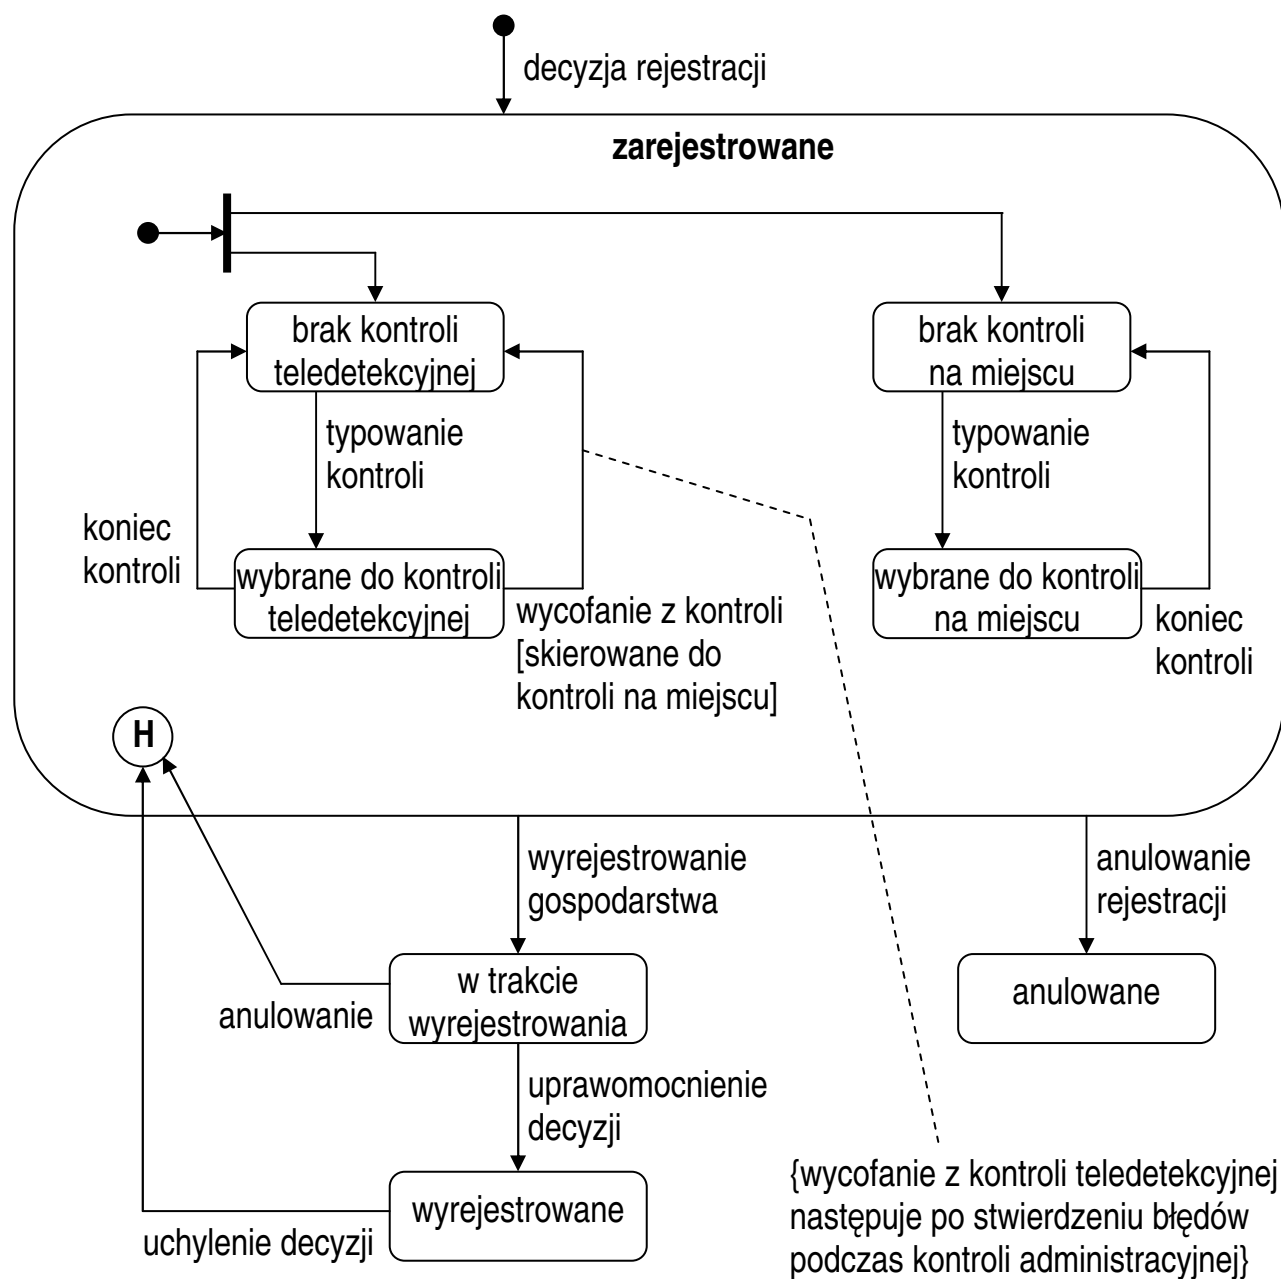 decyzja rejestracji
zarejestrowane
brak kontroli
teledetekcyjnej
brak kontroli
na miejscu
typowanie
kontroli
typowanie
kontroli
koniec
kontroli
wybrane do kontroli
teledetekcyjnej
wycofanie z kontroli
[skierowane do
kontroli na miejscu]
wybrane do kontroli
na miejscu
koniec
kontroli
H
wyrejestrowanie
gospodarstwa
anulowanie
rejestracji
w trakcie
wyrejestrowania
anulowane
anulowanie
uprawomocnienie
decyzji
wyrejestrowane
uchylenie decyzji
{wycofanie z kontroli teledetekcyjnej
następuje po stwierdzeniu błędów
podczas kontroli administracyjnej}